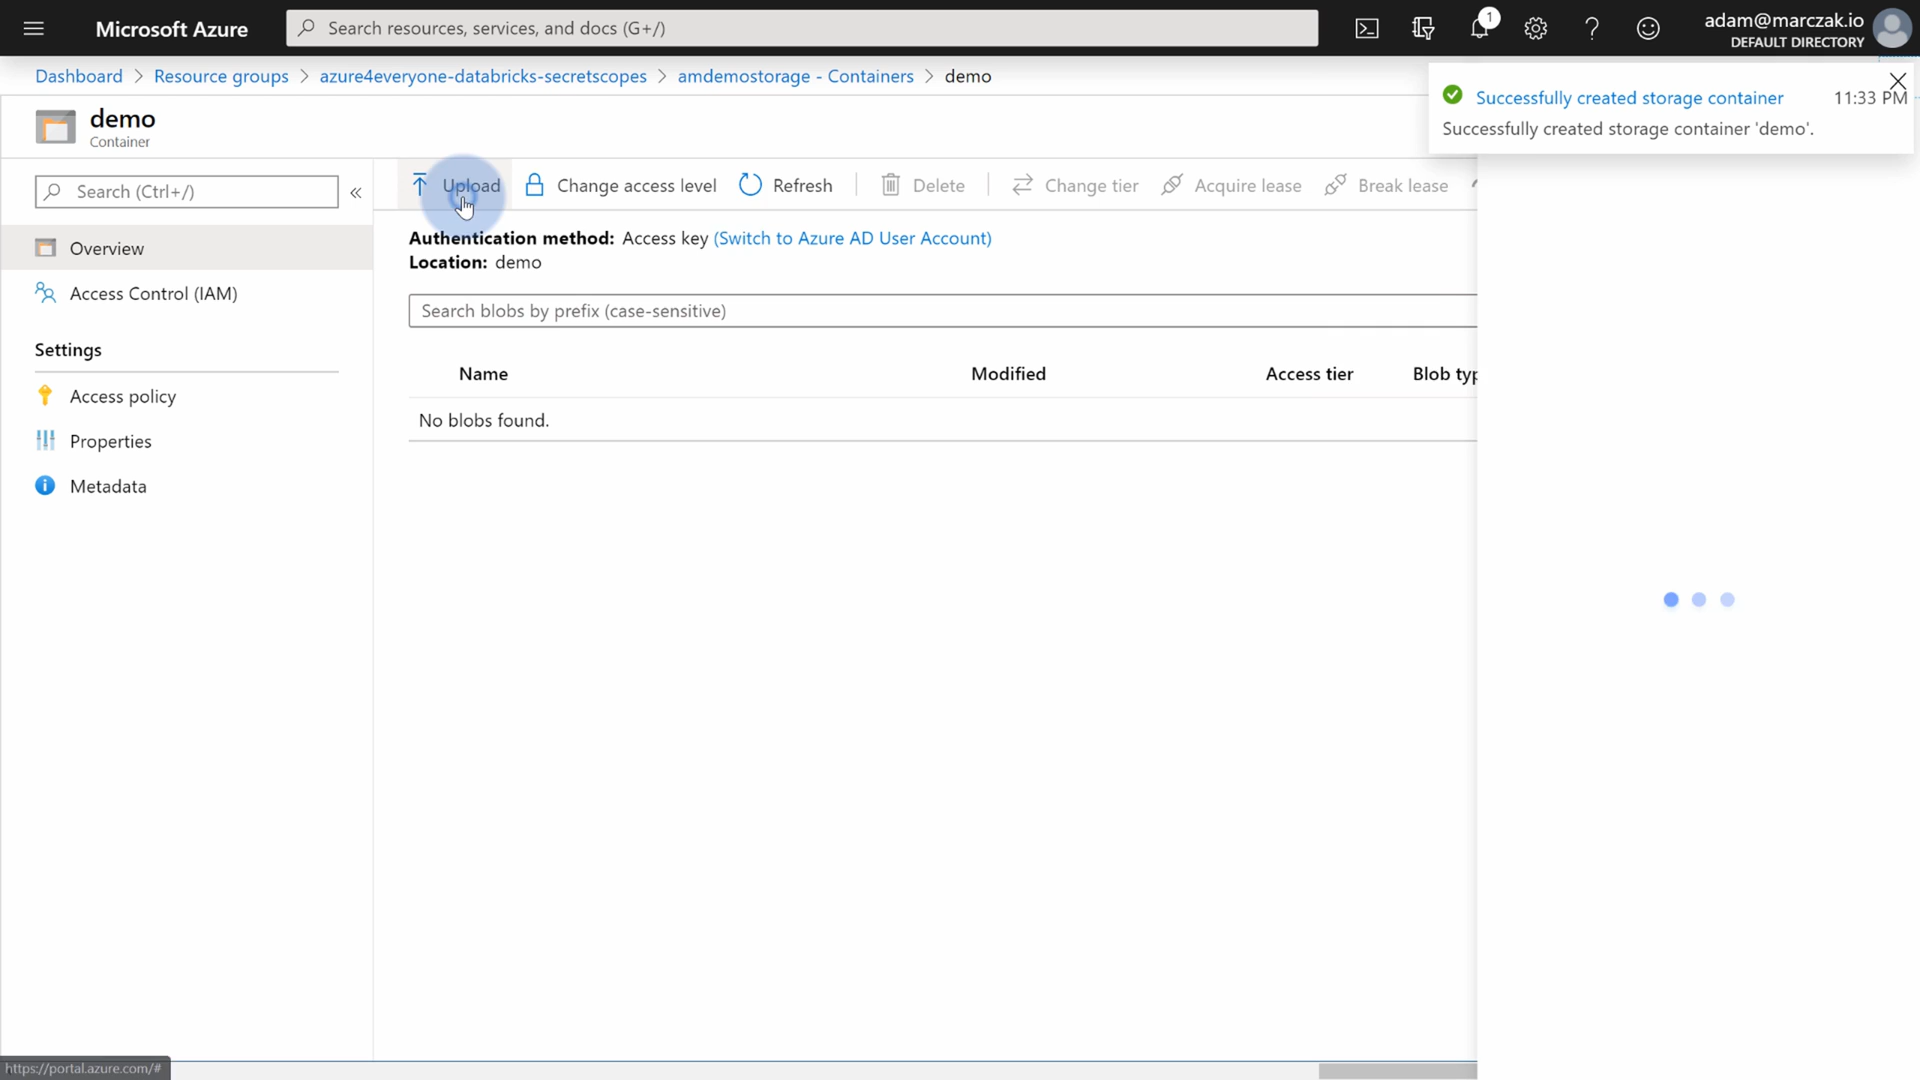 Microsoft Azure
Search resources, services, and docs (G+/)
1
adam@marczak.io
DEFAULT DIRECTORY
Dashboard > Resource groups > azure4everyone-databricks-secretscopes > amdemostorage - Containers > demo
Successfully created storage container
11:33 PM
Successfully created storage container 'demo'.
demo
Container
Search (Ctrl+/)
«
Upload
Change access level
Refresh
Delete
Change tier
Acquire lease
Break lease
Overview
Access Control (IAM)
Settings
Access policy
Properties
Metadata
Authentication method: Access key (Switch to Azure AD User Account)
Location: demo
Search blobs by prefix (case-sensitive)
Name Modified Access tier Blob typ
No blobs found.
https://portal.azure.com/#